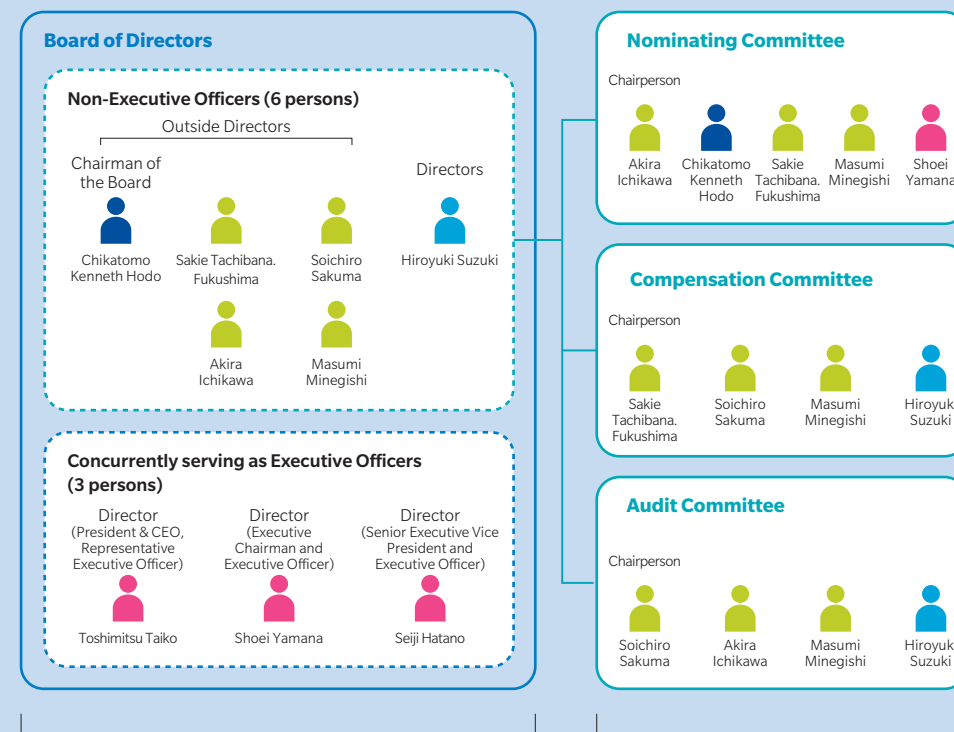 Board of Directors
Non-Executive Officers (6 persons)
Outside Directors
Chairman of
the Board
Directors
Chikatomo
Kenneth Hodo
Sakie Tachibana.
Fukushima
Soichiro
Sakuma
Hiroyuki Suzuki
Akira
Ichikawa
Masumi
Minegishi
Concurrently serving as Executive Officers
(3 persons)
Director
(President & CEO,
Representative
Executive Officer)
Director
(Executive
Chairman and
Executive Officer)
Director
(Senior Executive Vice
President and
Executive Officer)
Toshimitsu Taiko
Shoei Yamana
Seiji Hatano
Nominating Committee
Chairperson
Akira
Ichikawa
Chikatomo
Kenneth
Hodo
Sakie
Tachibana.
Fukushima
Masumi
Minegishi
Shoei
Yamana
Compensation Committee
Chairperson
Sakie
Tachibana.
Fukushima
Soichiro
Sakuma
Masumi
Minegishi
Hiroyuk
Suzuki
Audit Committee
Chairperson
Soichiro
Sakuma
Akira
Ichikawa
Masumi
Minegishi
Hiroyuk
Suzuki